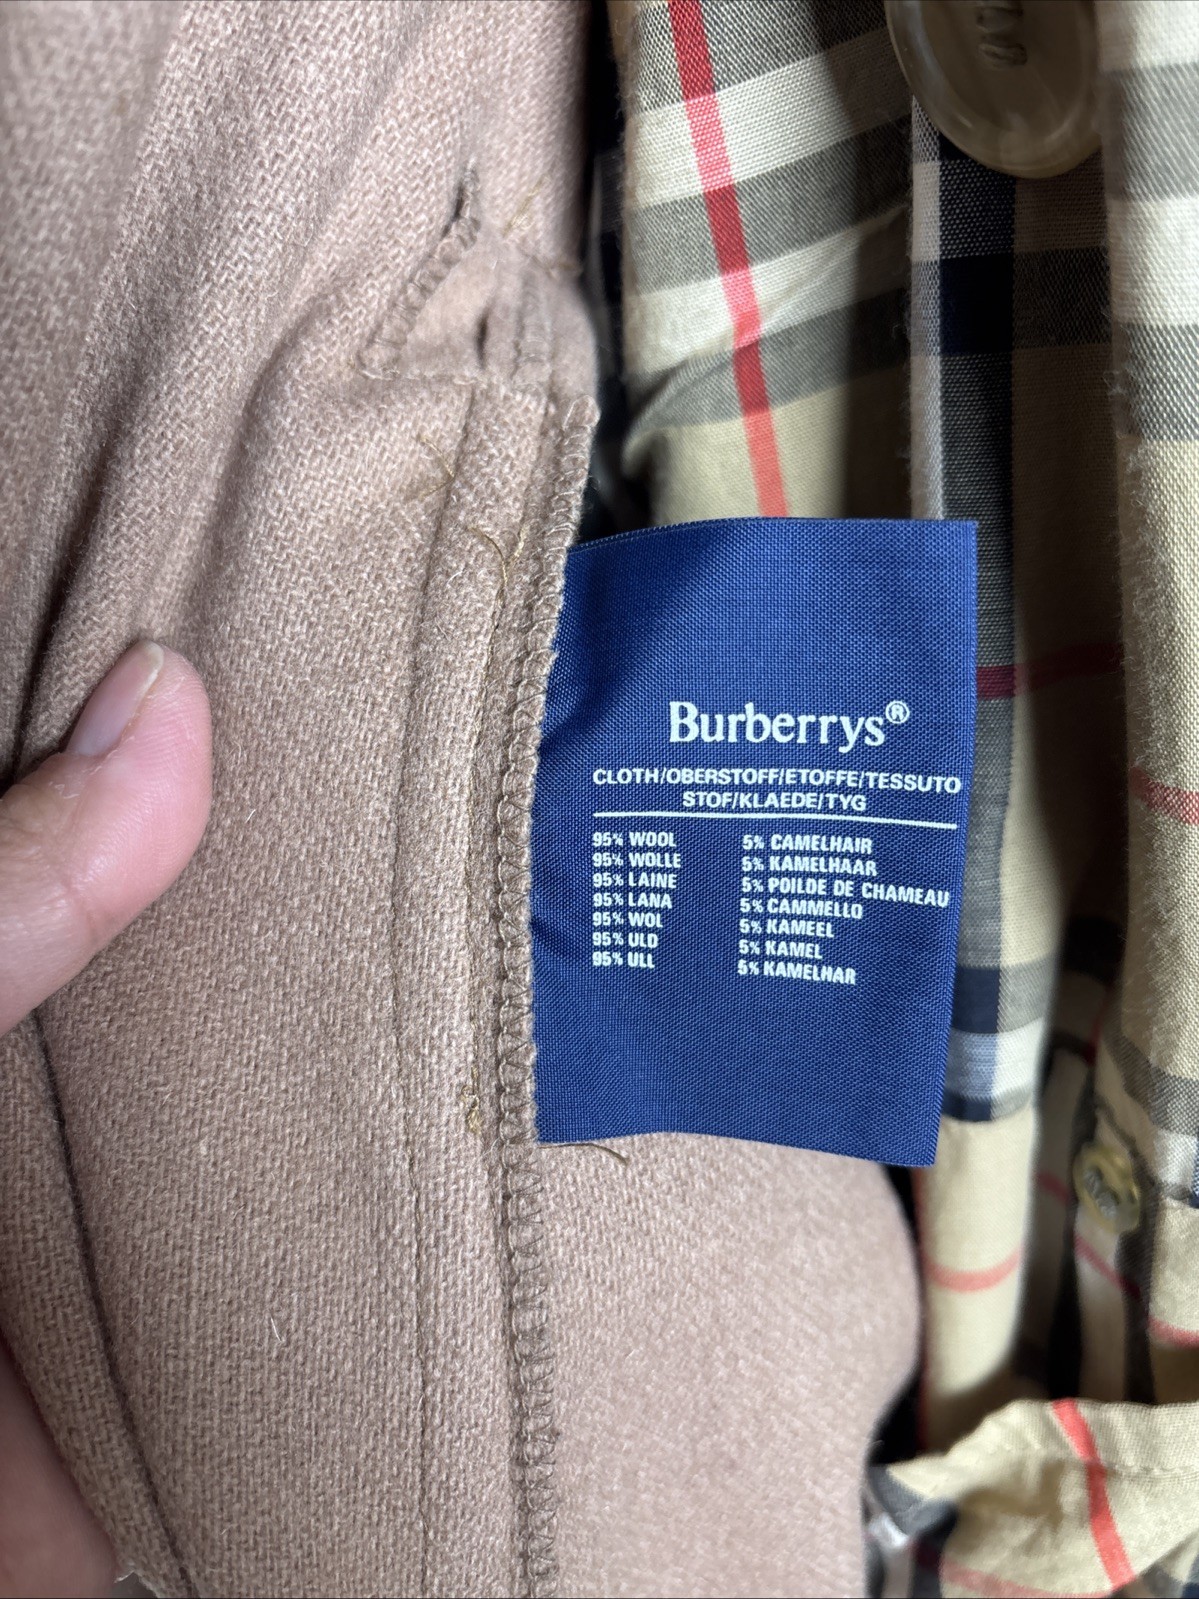 Burberrys®
CLOTH/OBERSTOFF/ETOFFE/TESSUTO
STOF/KLAEDE/TYG
95% WOOL 5% CAMELHAIR
95% WOLLE 5% KAMELHAAR
95% LAINE 5% POILDE DE CHAMEAU
95% LANA 5% CAMMELLO
95% WOL 5% KAMEEL
95% ULD 5% KAMEL
95% ULL 5% KAMELHAR